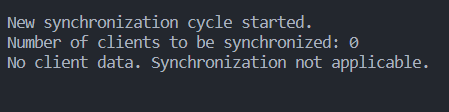 New synchronization cycle started.
Number of clients to be synchronized: 0
No client data. Synchronization not applicable.